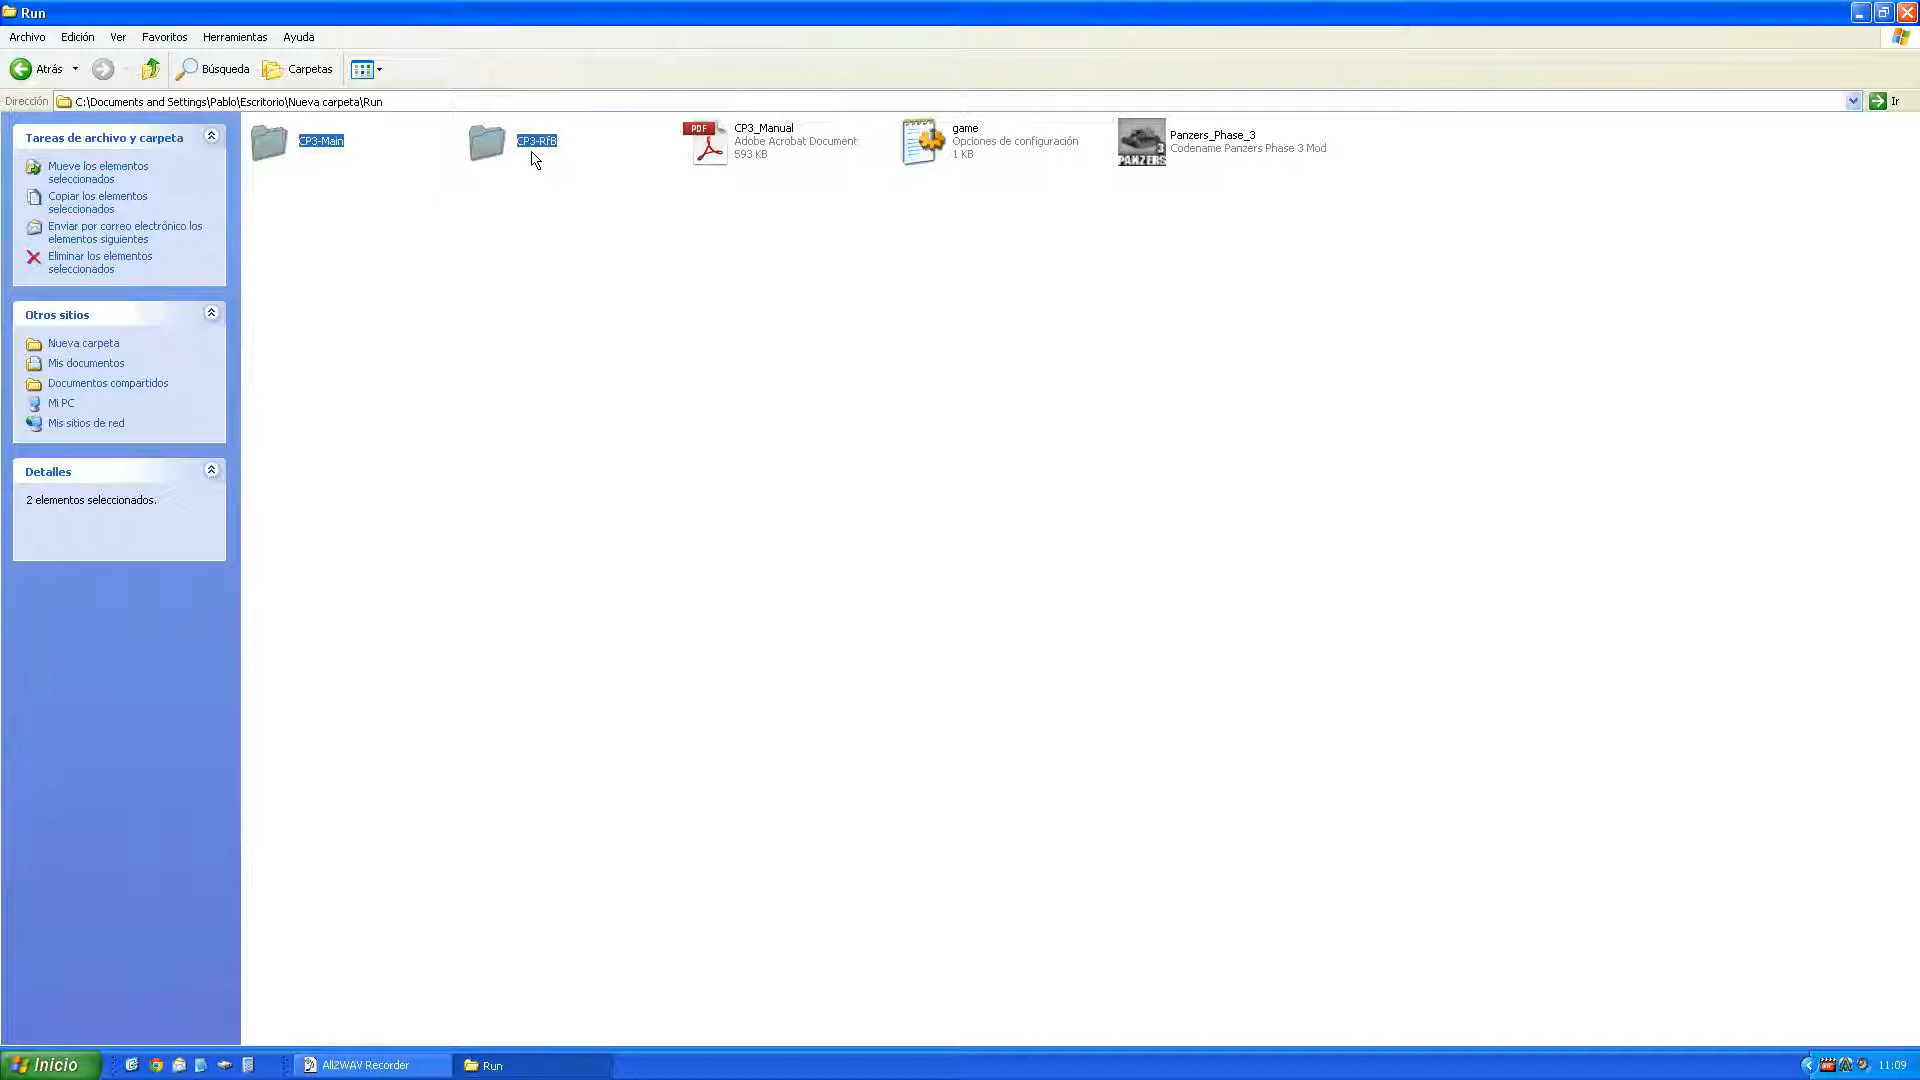 Run
Archivo Edición Ver Favoritos Herramientas Ayuda
Atrás Búsqueda Carpetas
Dirección C:\Documents and Settings\Pablo\Escritorio\Nueva carpeta\Run Ir
Tareas de archivo y carpeta
Mueve los elementos
seleccionados
Copiar los elementos
seleccionados
Enviar por correo electrónico los
elementos siguientes
Eliminar los elementos
seleccionados
Otros sitios
Nueva carpeta
Mis documentos
Documentos compartidos
Mi PC
Mis sitios de red
Detalles
2 elementos seleccionados.
CP3-Main
CP3-RfB
PDF
CP3_Manual
Adobe Acrobat Document
593 KB
game
Opciones de configuración
1 KB
3
PANZERS
Panzers_Phase_3
Codename Panzers Phase 3 Mod
Inicio All2WAV Recorder Run 11:09